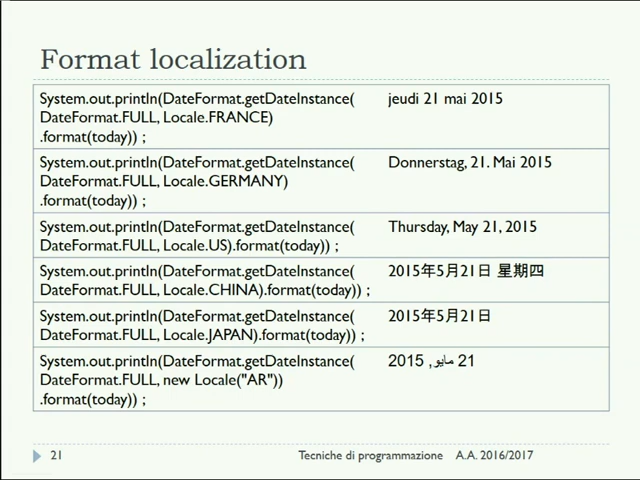 Format localization
System.out.println(DateFormat.getDateInstance(
DateFormat.FULL, Locale.FRANCE)
.format(today)) ;
jeudi 21 mai 2015
System.out.println(DateFormat.getDateInstance(
DateFormat.FULL, Locale.GERMANY)
.format(today)) ;
Donnerstag, 21. Mai 2015
System.out.println(DateFormat.getDateInstance(
DateFormat.FULL, Locale.US).format(today)) ;
Thursday, May 21, 2015
System.out.println(DateFormat.getDateInstance(
DateFormat.FULL, Locale.CHINA).format(today)) ;
2015年5月21日 星期四
System.out.println(DateFormat.getDateInstance(
DateFormat.FULL, Locale.JAPAN).format(today)) ;
2015年5月21日
System.out.println(DateFormat.getDateInstance(
DateFormat.FULL, new Locale("AR"))
.format(today)) ;
21 مايو, 2015
21
Tecniche di programmazione A.A. 2016/2017